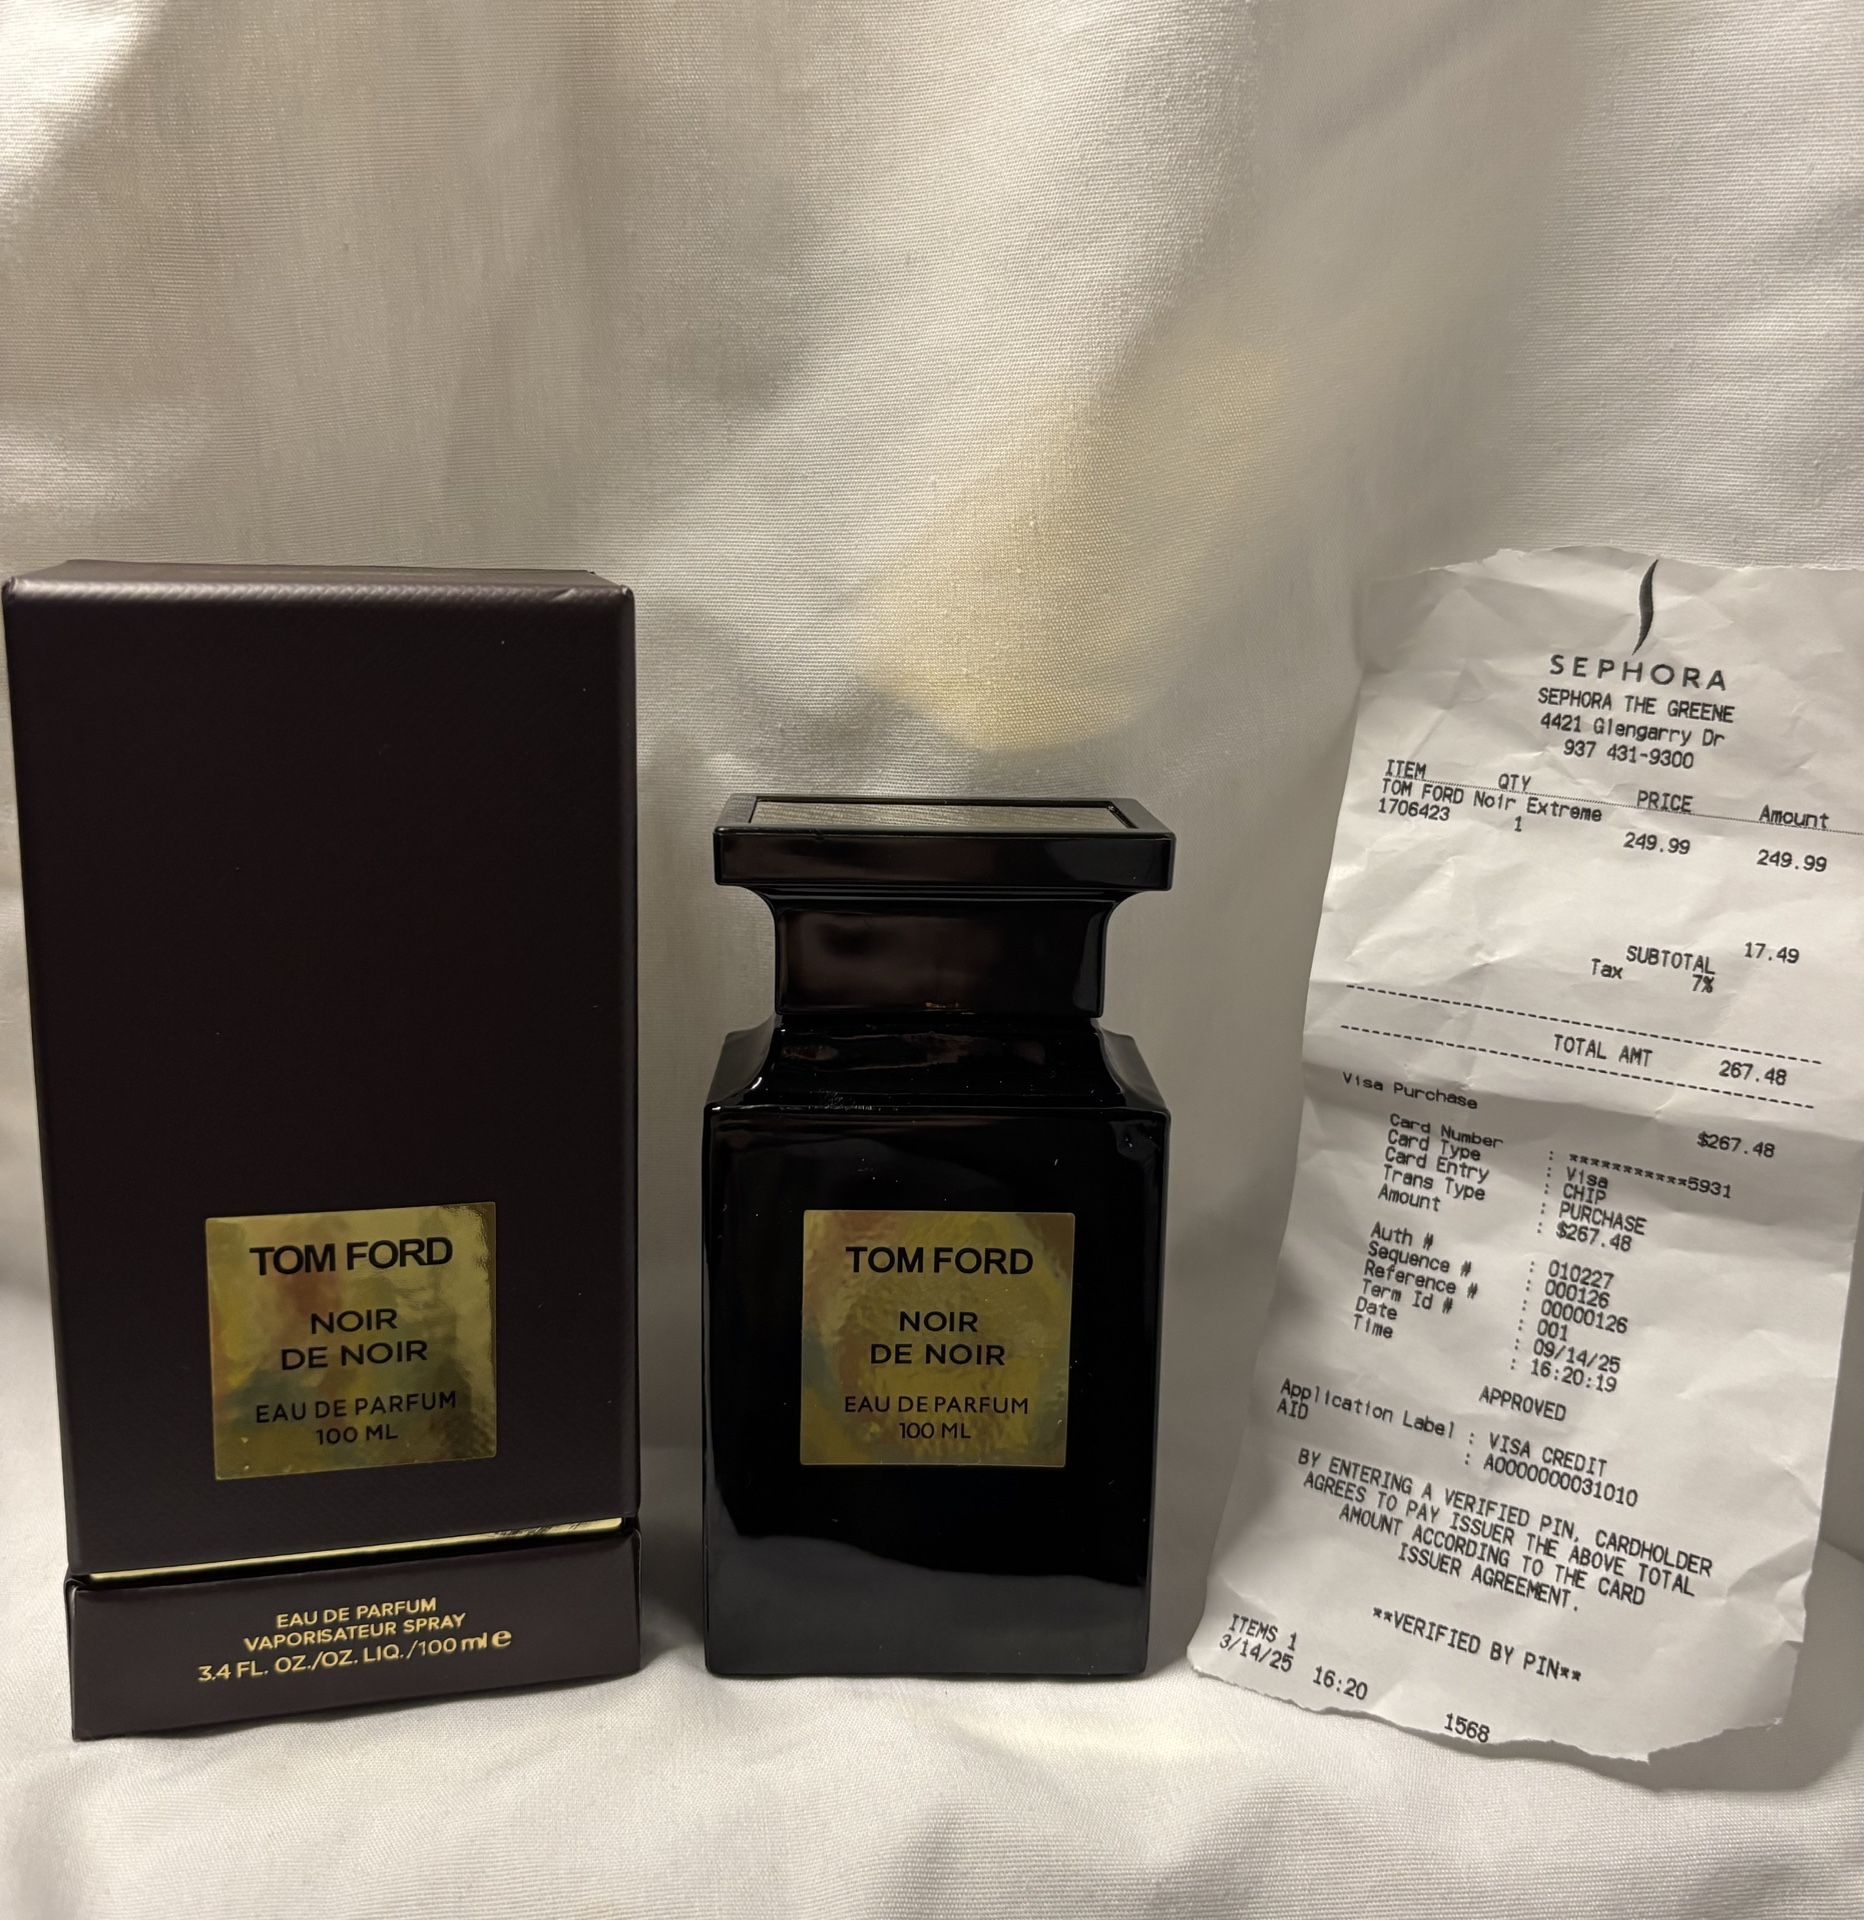 TOM FORD
NOIR
DE NOIR
EAU DE PARFUM
100 ML
EAU DE PARFUM
VAPORISATEUR SPRAY
3.4 FL. OZ./OZ. LIQ./100 ml e
TOM FORD
NOIR
DE NOIR
EAU DE PARFUM
100 ML
SEPHORA
SEPHORA THE GREENE
4421 Glengarry Dr
937 431-9300
ITEM QTY PRICE Amount
TOM FORD Noir Extreme
1706423 1 249.99 249.99
17.49
SUBTOTAL
Tax 7%
TOTAL AMT 267.48
Visa Purchase
$267.48
Card Number : ************5931
Card Type : Visa
Card Entry : CHIP
Trans Type : PURCHASE
Amount : $267.48
Auth # : 010227
Sequence # : 000126
Reference # : 00000126
Term Id # : 001
Date : 09/14/25
Time : 16:20:19
APPROVED
Application Label : VISA CREDIT
AID : A0000000031010
BY ENTERING A VERIFIED PIN, CARDHOLDER
AGREES TO PAY ISSUER THE ABOVE TOTAL
AMOUNT ACCORDING TO THE CARD
ISSUER AGREEMENT.
**VERIFIED BY PIN**
ITEMS 1
3/14/25 16:20
1568